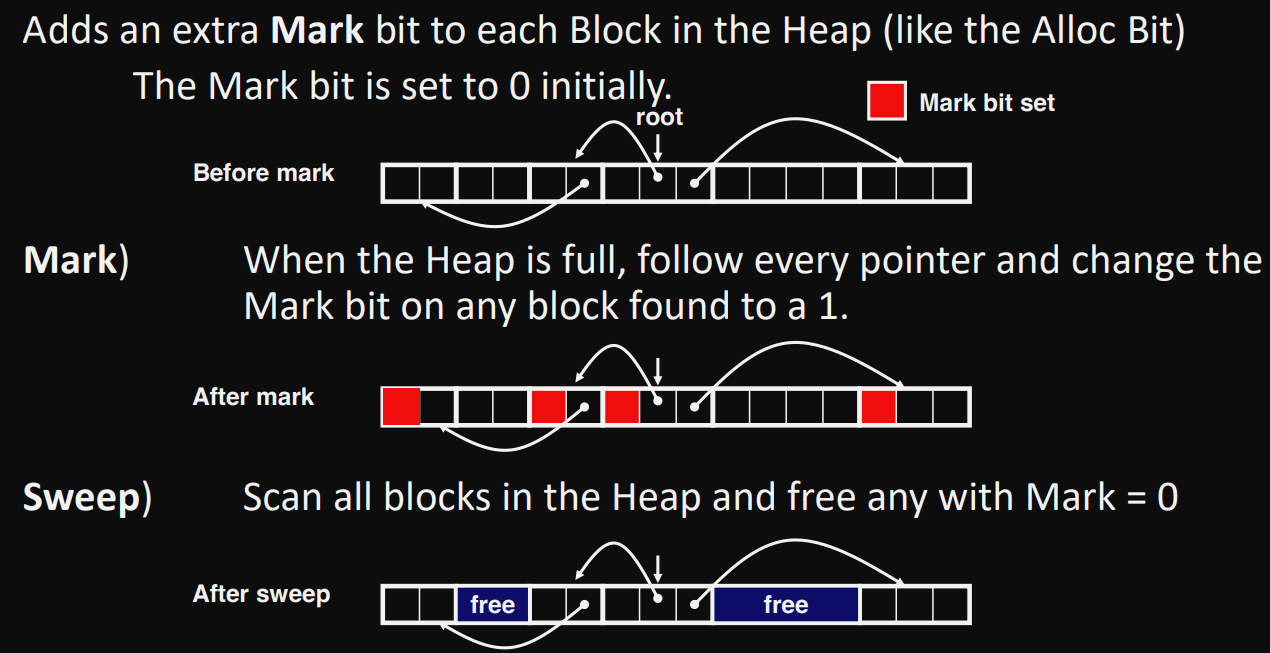 Adds an extra Mark bit to each Block in the Heap (like the Alloc Bit)
The Mark bit is set to 0 initially.
Mark bit set
root
Before mark
Mark) When the Heap is full, follow every pointer and change the
Mark bit on any block found to a 1.
After mark
Sweep) Scan all blocks in the Heap and free any with Mark = 0
After sweep free free